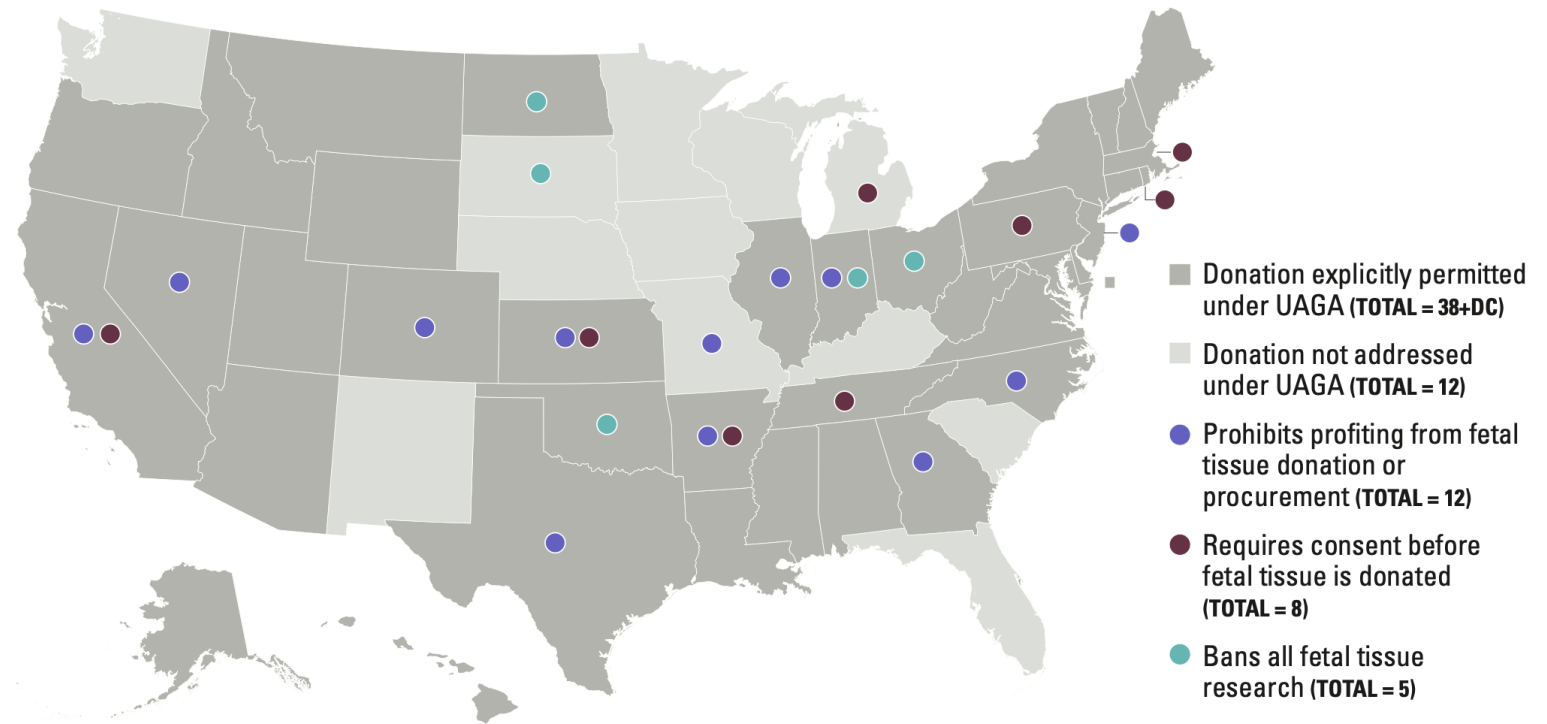 Donation explicitly permitted
under UAGA (TOTAL = 38+DC)
Donation not addressed
under UAGA (TOTAL = 12)
Prohibits profiting from fetal
tissue donation or
procurement (TOTAL = 12)
Requires consent before
fetal tissue is donated
(TOTAL = 8)
Bans all fetal tissue
research (TOTAL = 5)